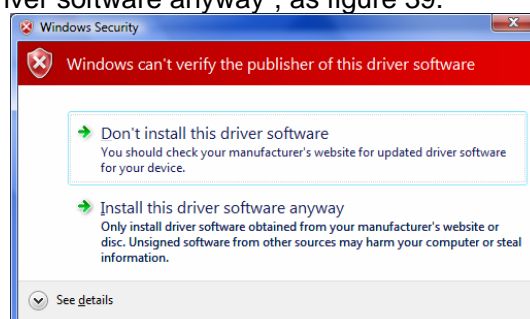 iver software anyway", as figure 39.
Windows Security
Windows can't verify the publisher of this driver software
Don't install this driver software
You should check your manufacturer's website for updated driver software
for your device.
Install this driver software anyway
Only install driver software obtained from your manufacturer's website or
disc. Unsigned software from other sources may harm your computer or steal
information.
See details